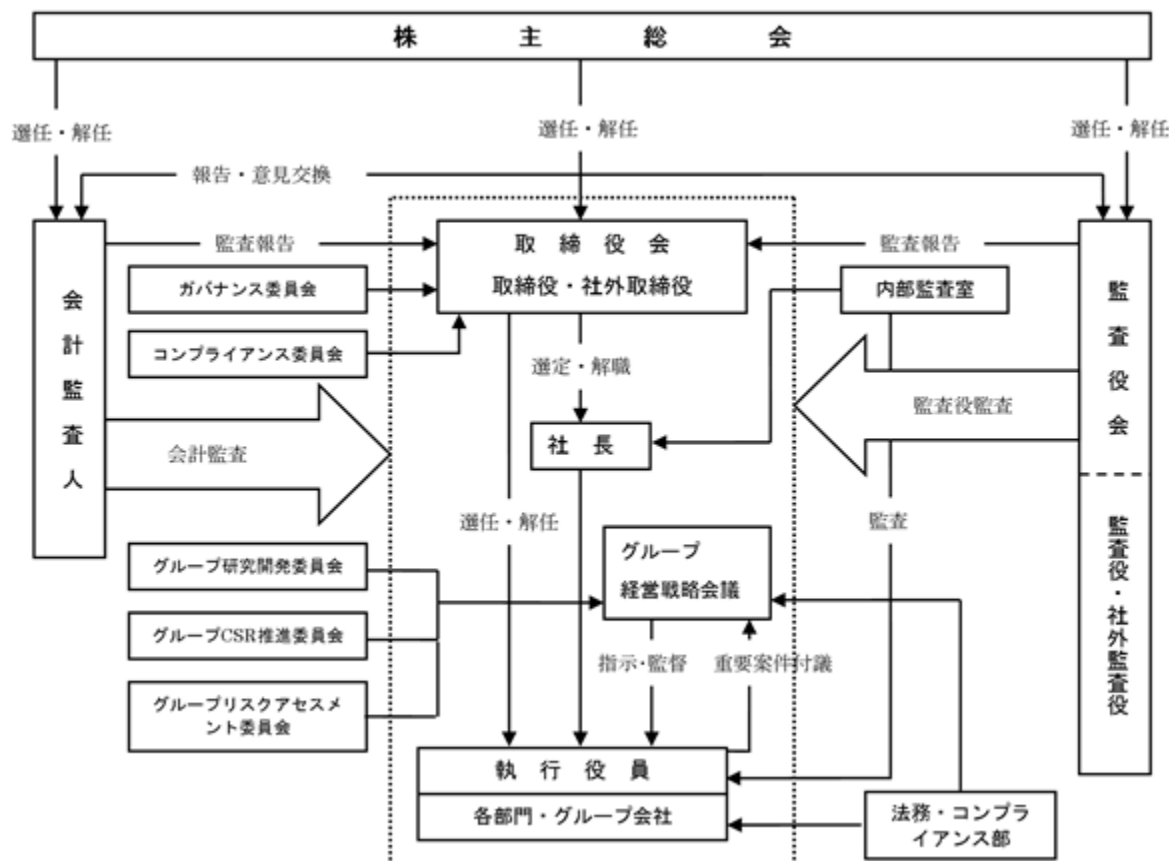 株主総会
選任・解任
選任・解任
選任・解任
報告・意見交換
監査報告
取締役会
取締役・社外取締役
監査報告
会計監査人
ガバナンス委員会
コンプライアンス委員会
内部監査室
監査役会
監査役・社外監査役
選定・解職
監査役監査
会計監査
社長
選任・解任
監査
グループ
経営戦略会議
グループ研究開発委員会
グループCSR推進委員会
グループリスクアセスメ
ント委員会
指示・監督
重要案件付議
執行役員
各部門・グループ会社
法務・コンプラ
イアンス部